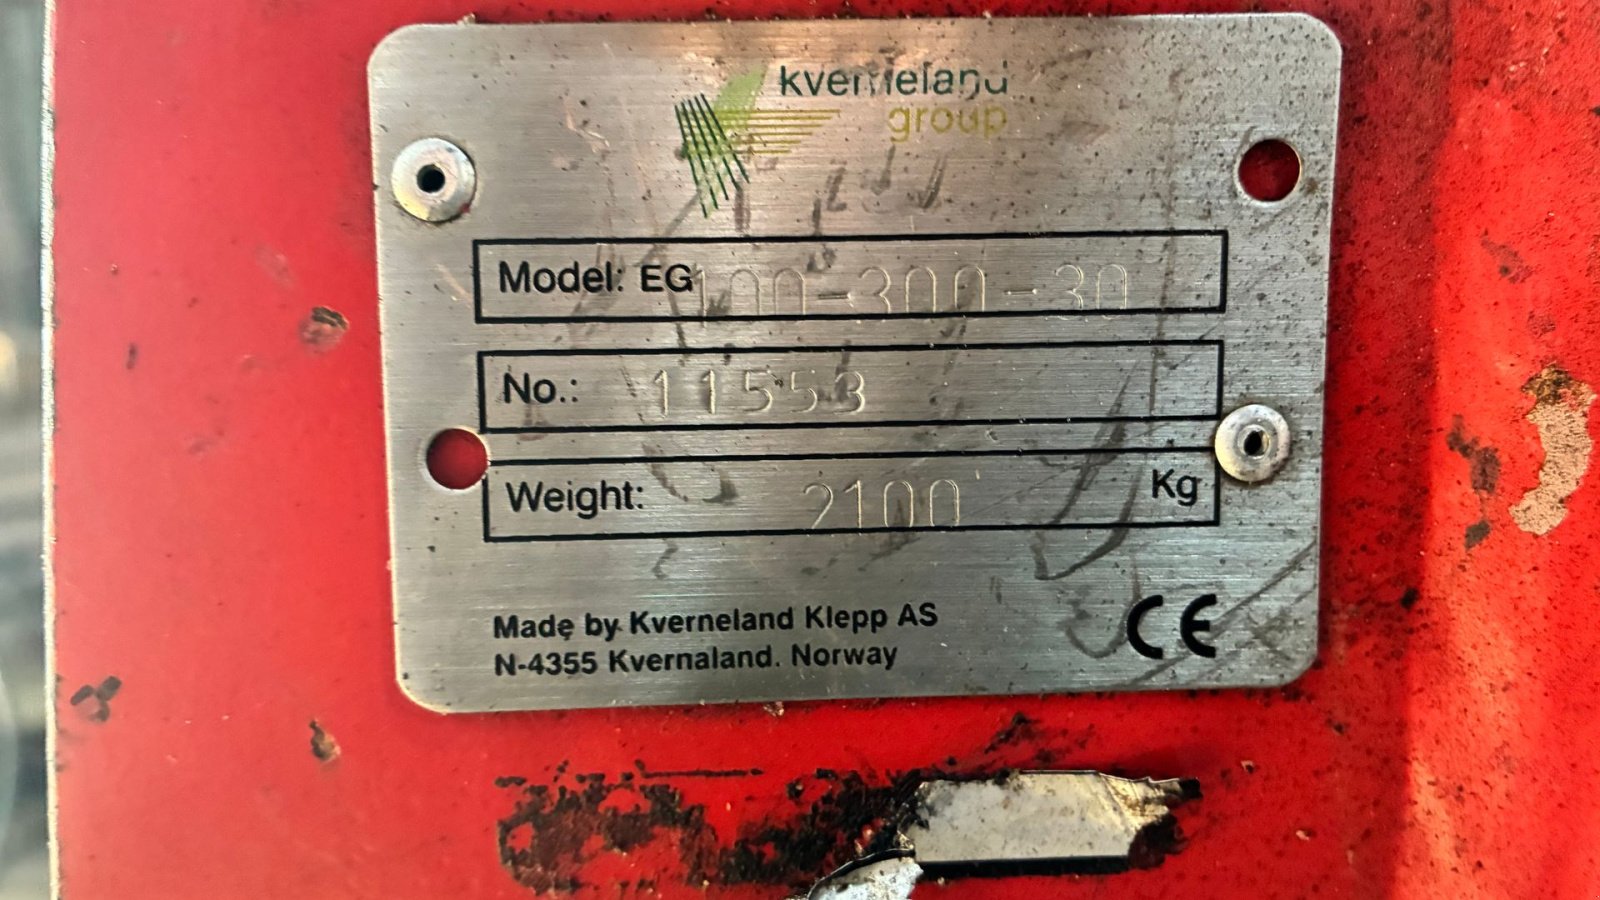 kverneland
group
Model: EG 100-300-30
No.: 11553
Weight: 2100 Kg
Made by Kverneland Klepp AS
N-4355 Kvernaland. Norway
CE